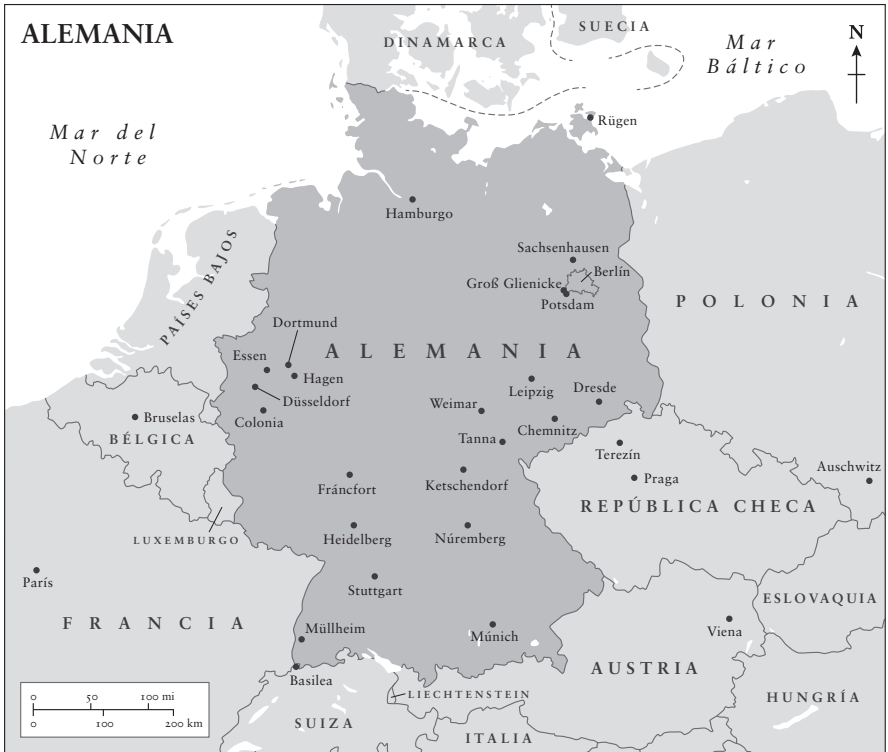 ALEMANIA
DINAMARCA
SUECIA
Mar
Báltico
N
Mar del
Norte
Rügen
Hamburgo
Sachsenhausen
Berlín
Groß Glienicke
Potsdam
PAÍSES BAJOS
POLONIA
Dortmund
ALEMANIA
Essen
Hagen
Düsseldorf
Colonia
Leipzig
Dresde
Weimar
Chemnitz
Tanna
Bruselas
BÉLGICA
Terezín
Praga
Auschwitz
REPÚBLICA CHECA
Fráncfort
Ketschendorf
LUXEMBURGO
Heidelberg
Núremberg
París
Stuttgart
FRANCIA
ESLOVAQUIA
Müllheim
Múnich
Viena
Basilea
AUSTRIA
LIECHTENSTEIN
HUNGRÍA
SUIZA
ITALIA
0 50 100 mi
0 100 200 km